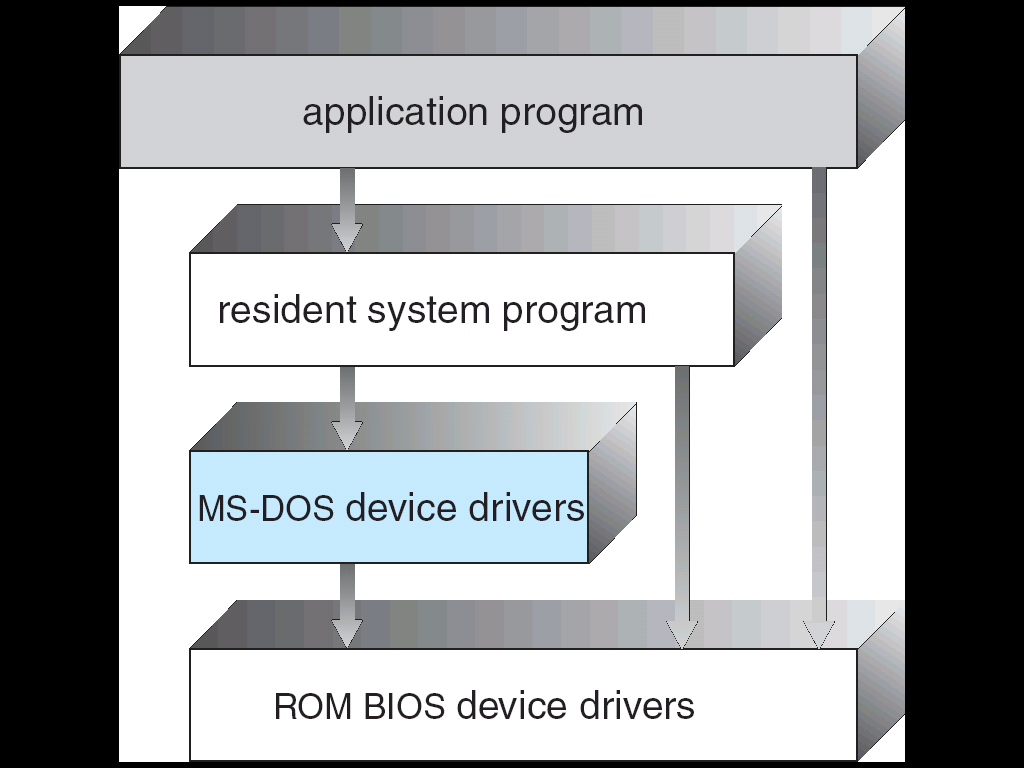 application program
resident system program
MS-DOS device drivers
ROM BIOS device drivers